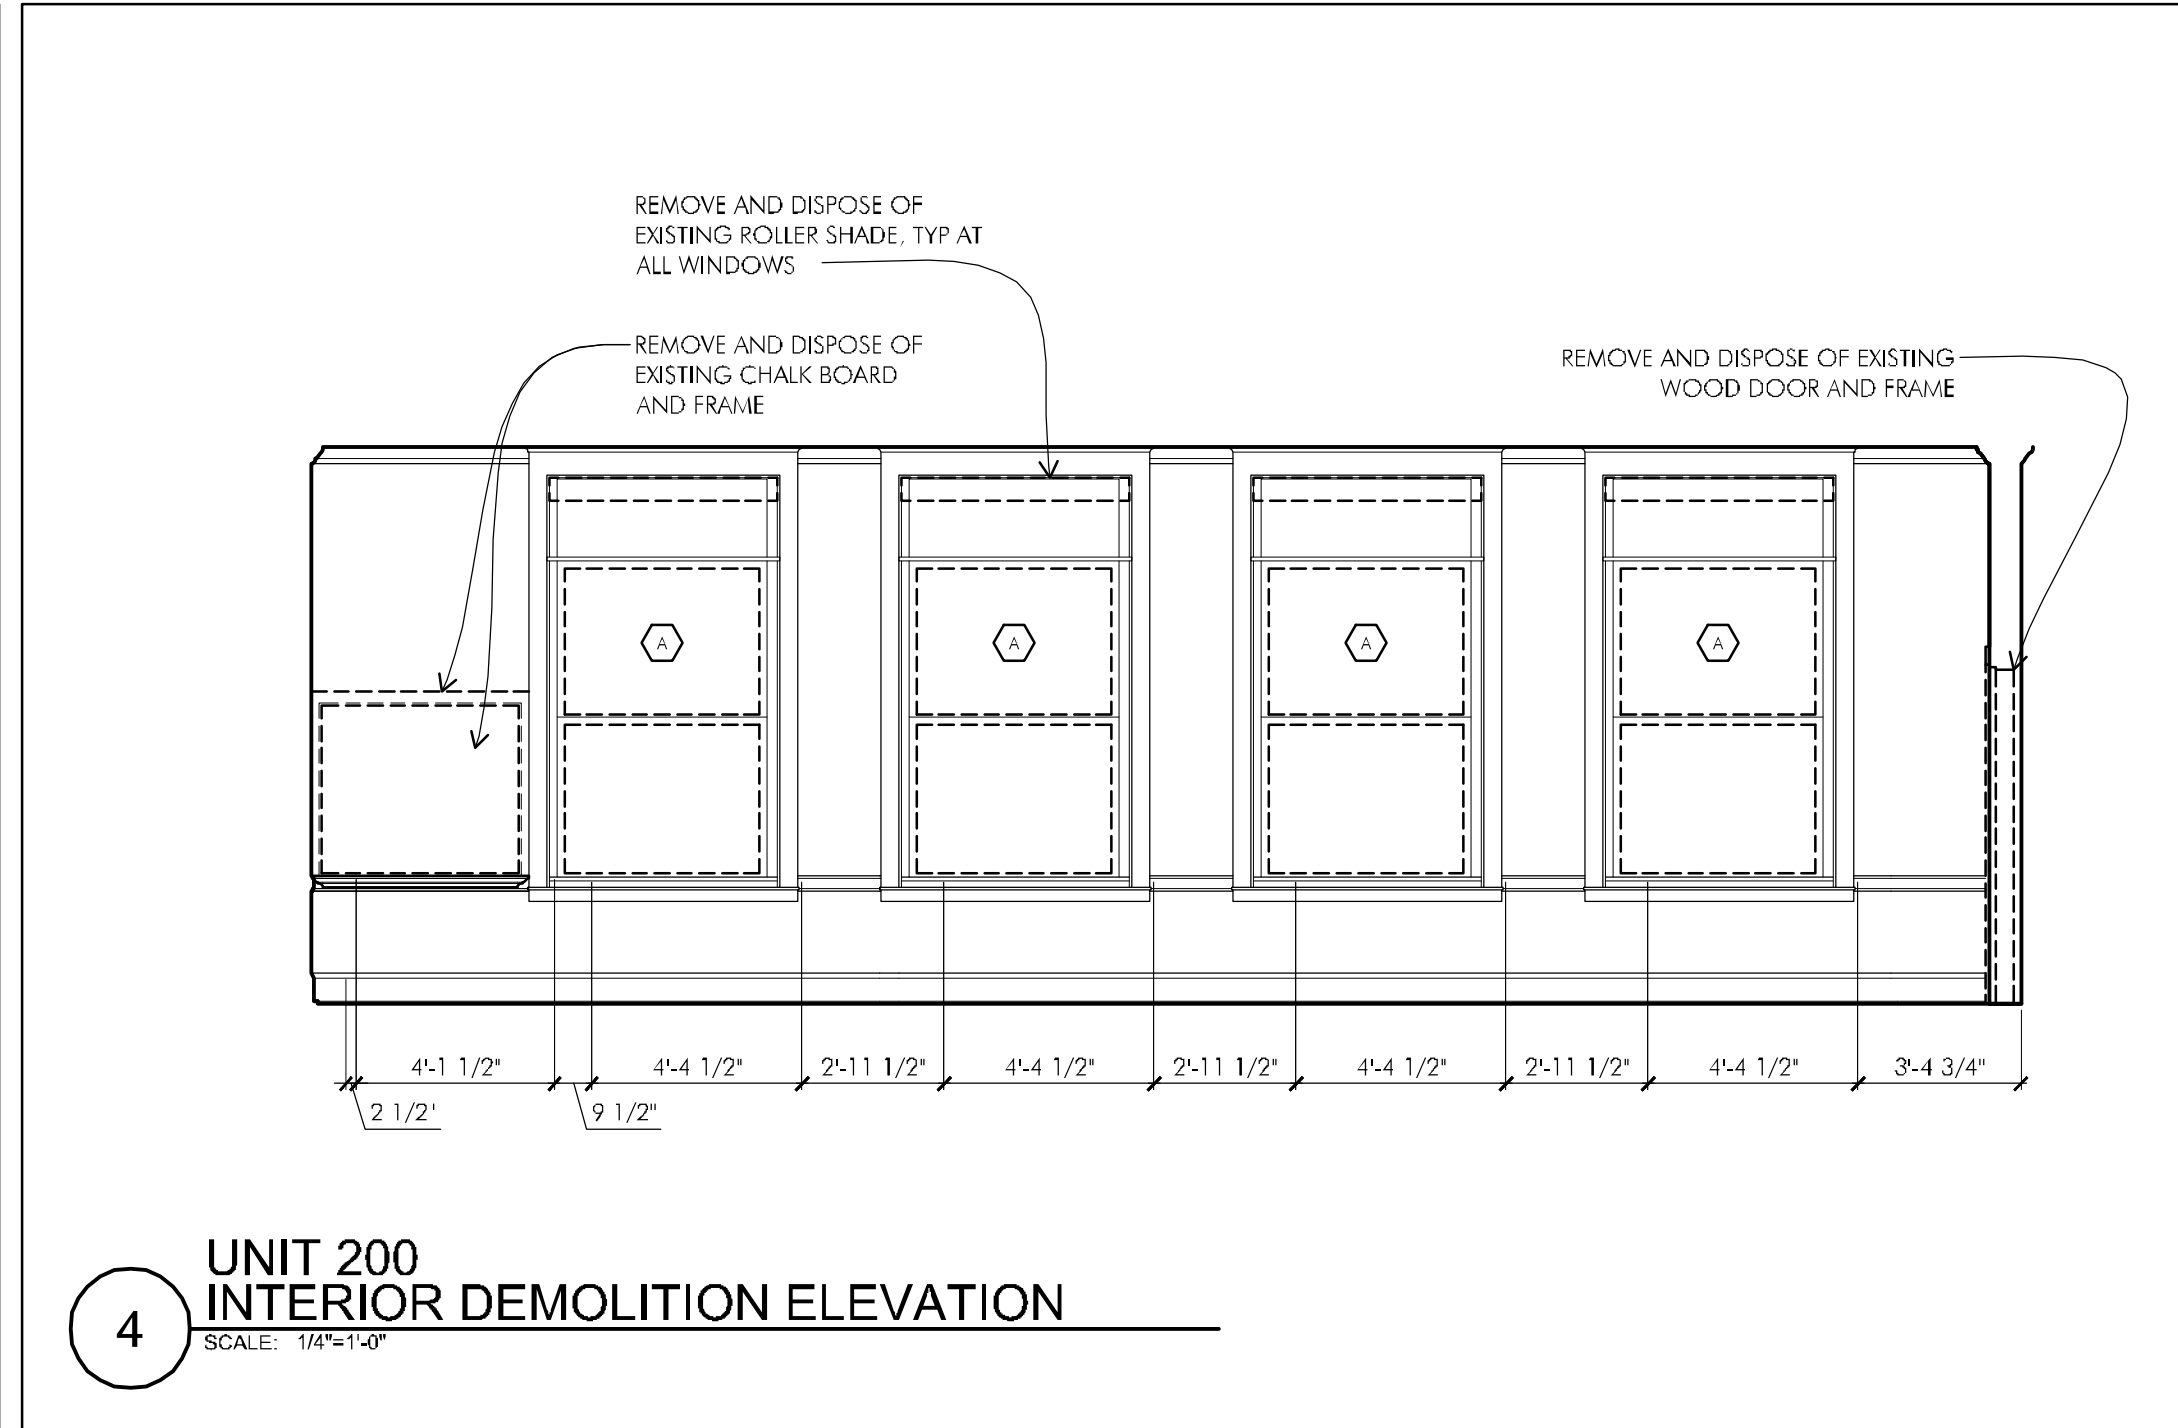 REMOVE AND DISPOSE OF
EXISTING ROLLER SHADE, TYP AT
ALL WINDOWS
REMOVE AND DISPOSE OF
EXISTING CHALK BOARD
AND FRAME
REMOVE AND DISPOSE OF EXISTING
WOOD DOOR AND FRAME
A
A
A
A
4'-1 1/2"
4'-4 1/2"
2'-11 1/2"
4'-4 1/2"
2'-11 1/2"
4'-4 1/2"
2'-11 1/2"
4'-4 1/2"
3'-4 3/4"
2 1/2'
9 1/2"
UNIT 200
INTERIOR DEMOLITION ELEVATION
4
SCALE: 1/4"=1'-0"